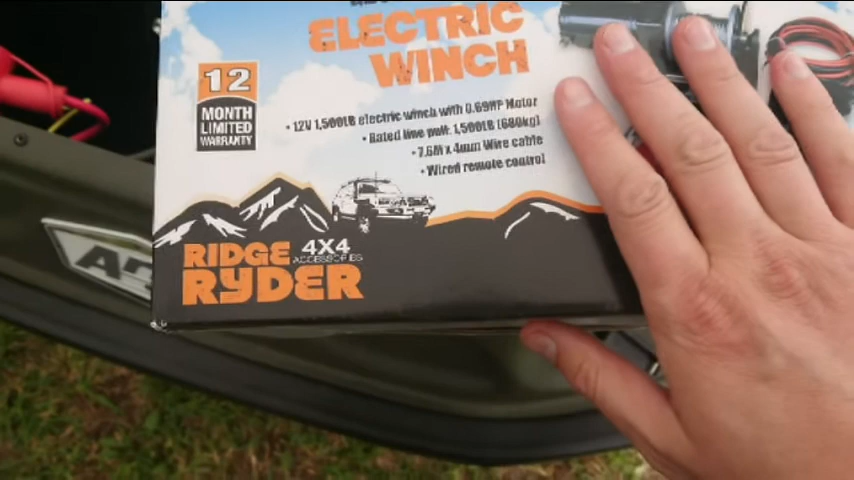 ELECTRIC
WINCH
12
MONTH
LIMITED
WARRANTY
• 12V 1,500LB electric winch with 0.69HP Motor
• Rated line pull: 1,500LB (680kg)
• 7.6M x 4mm Wire cable
• Wired remote control
RIDGE
RYDER
4X4
ACCESSORIES